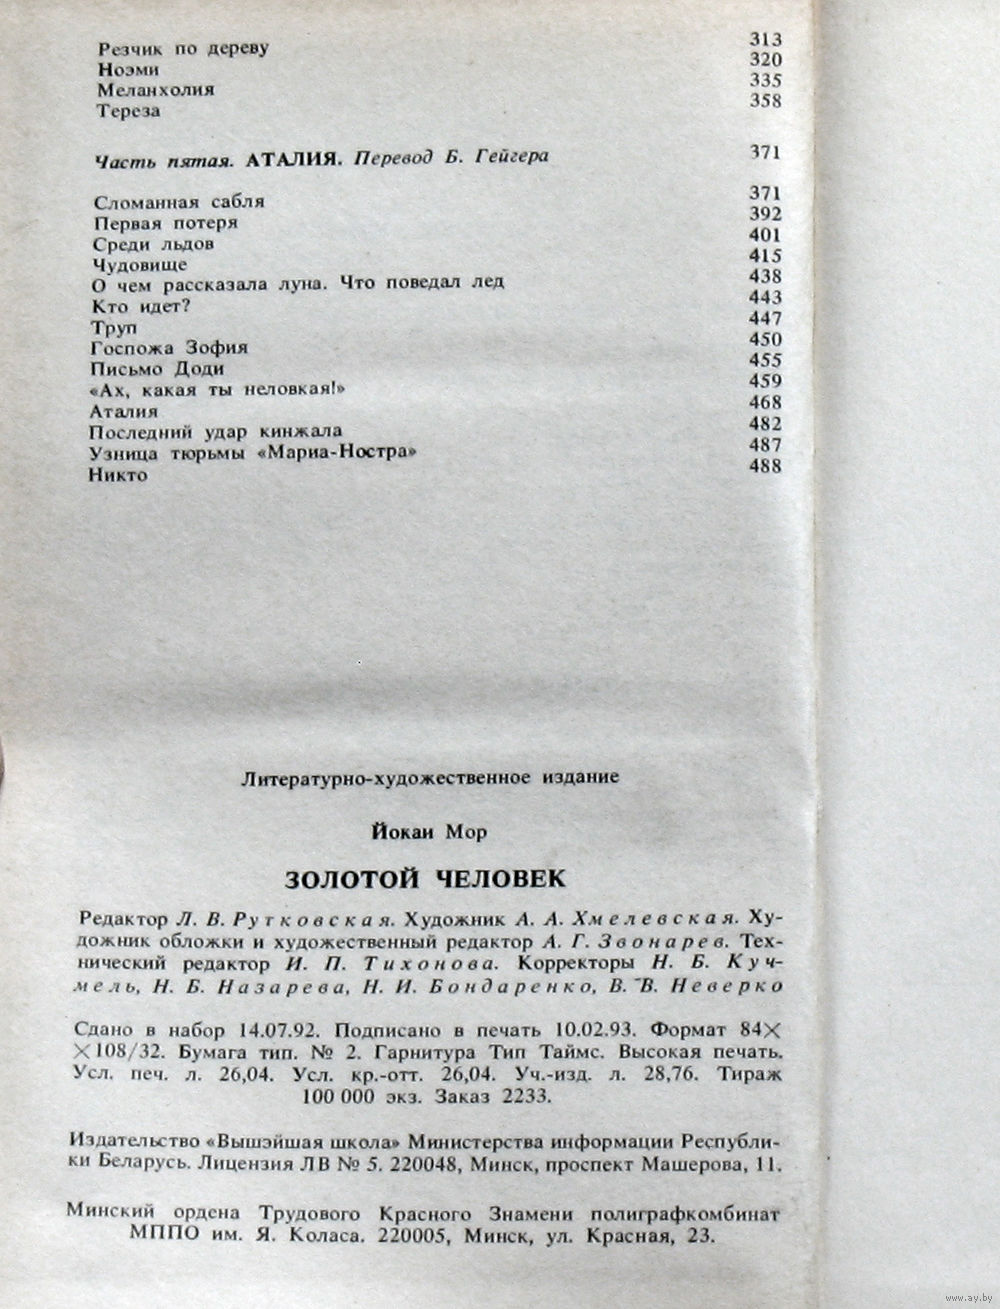 Резчик по дереву 313
Ноэми 320
Меланхолия 335
Тереза 358
Часть пятая. АТАЛИЯ. Перевод Б. Гейгера 371
Сломанная сабля 371
Первая потеря 392
Среди льдов 401
Чудовище 415
О чем рассказала луна. Что поведал лед 438
Кто идет? 443
Труп 447
Госпожа Зофия 450
Письмо Доди 455
«Ах, какая ты неловкая!» 459
Аталия 468
Последний удар кинжала 482
Узница тюрьмы «Мариа-Ностра» 487
Никто 488
Литературно-художественное издание
Йокаи Мор
ЗОЛОТОЙ ЧЕЛОВЕК
Редактор Л. В. Рутковская. Художник А. А. Хмелевская. Ху-
дожник обложки и художественный редактор А. Г. Звонарев. Тех-
нический редактор И. П. Тихонова. Корректоры Н. Б. Куч-
мель, Н. Б. Назарева, Н. И. Бондаренко, В. В. Неверко
Сдано в набор 14.07.92. Подписано в печать 10.02.93. Формат 84×
×108/32. Бумага тип. № 2. Гарнитура Тип Таймс. Высокая печать.
Усл. печ. л. 26,04. Усл. кр.-отт. 26,04. Уч.-изд. л. 28,76. Тираж
100 000 экз. Заказ 2233.
Издательство «Вышэйшая школа» Министерства информации Республи-
ки Беларусь. Лицензия ЛВ № 5. 220048, Минск, проспект Машерова, 11.
Минский ордена Трудового Красного Знамени полиграфкомбинат
МППО им. Я. Коласа. 220005, Минск, ул. Красная, 23.
www.ay.by